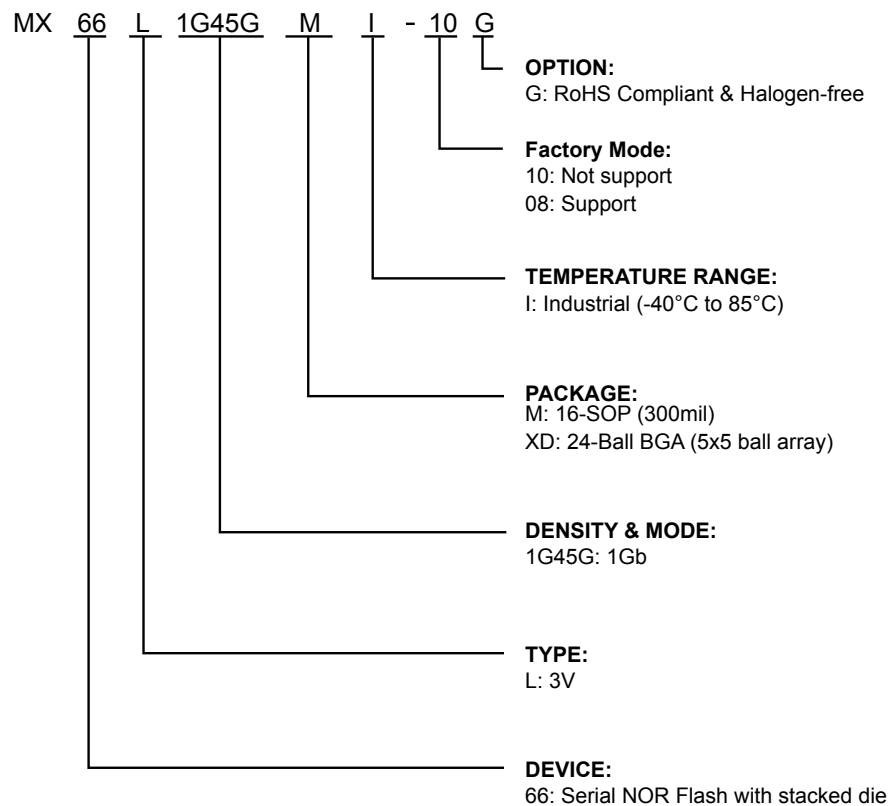 MX 66 L 1G45G M I - 10 G
OPTION:
G: RoHS Compliant & Halogen-free
Factory Mode:
10: Not support
08: Support
TEMPERATURE RANGE:
I: Industrial (-40°C to 85°C)
PACKAGE:
M: 16-SOP (300mil)
XD: 24-Ball BGA (5x5 ball array)
DENSITY & MODE:
1G45G: 1Gb
TYPE:
L: 3V
DEVICE:
66: Serial NOR Flash with stacked die